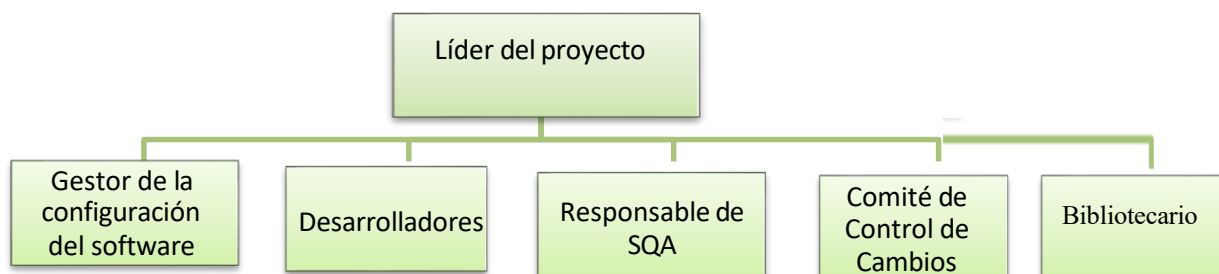 Líder del proyecto
Gestor de la
configuración
del software
Desarrolladores
Responsable de
SQA
Comité de
Control de
Cambios
Bibliotecario